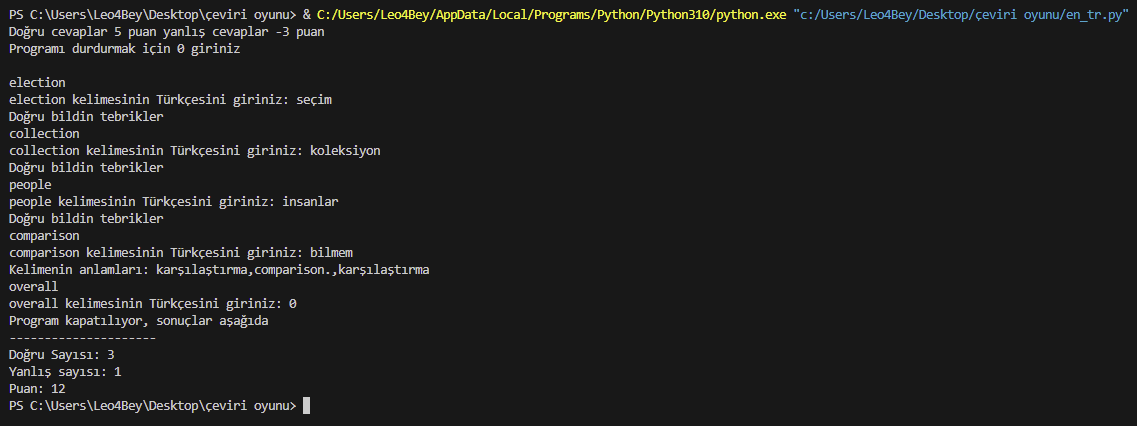 PS C:\Users\Leo4Bey\Desktop\çeviri oyunu> & C:/Users/Leo4Bey/AppData/Local/Programs/Python/Python310/python.exe "c:/Users/Leo4Bey/Desktop/çeviri oyunu/en_tr.py"
Doğru cevaplar 5 puan yanlış cevaplar -3 puan
Programı durdurmak için 0 giriniz

election
election kelimesinin Türkçesini giriniz: seçim
Doğru bildin tebrikler
collection
collection kelimesinin Türkçesini giriniz: koleksiyon
Doğru bildin tebrikler
people
people kelimesinin Türkçesini giriniz: insanlar
Doğru bildin tebrikler
comparison
comparison kelimesinin Türkçesini giriniz: bilmem
Kelimenin anlamları: karşılaştırma,comparison.,karşılaştırma
overall
overall kelimesinin Türkçesini giriniz: 0
Program kapatılıyor, sonuçlar aşağıda
---------------------
Doğru Sayısı: 3
Yanlış sayısı: 1
Puan: 12
PS C:\Users\Leo4Bey\Desktop\çeviri oyunu>